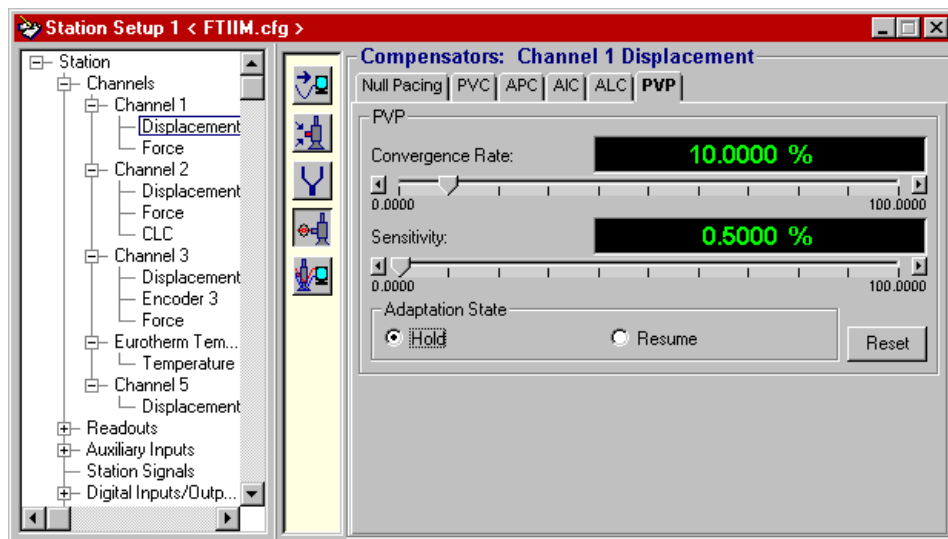 Station Setup 1 < FTIIM.cfg >
Station
Channels
Channel 1
Displacement
Force
Channel 2
Displacement
Force
CLC
Channel 3
Displacement
Encoder 3
Force
Eurotherm Tem...
Temperature
Channel 5
Displacement
Readouts
Auxiliary Inputs
Station Signals
Digital Inputs/Outp...
Compensators: Channel 1 Displacement
Null Pacing PVC APC AIC ALC PVP
PVP
Convergence Rate: 10.0000 %
0.0000 100.0000
Sensitivity: 0.5000 %
0.0000 100.0000
Adaptation State
Hold Resume Reset